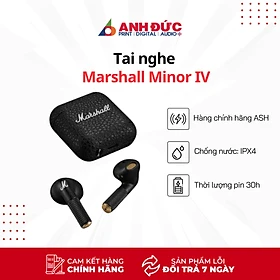 ANH ĐỨC
PRINT | DIGITAL | AUDIO
Tai nghe
Marshall Minor IV
Marshall
M
Hàng chính hãng ASH
Chống nước: IPX4
Thời lượng pin 30h
CAM KẾT HÀNG
CHÍNH HÃNG
SẢN PHẨM LỖI
ĐỔI TRẢ 7 NGÀY